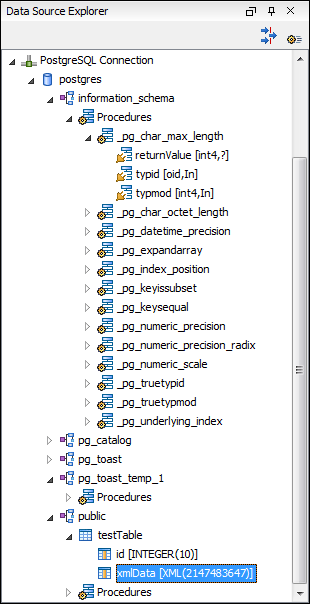 Data Source Explorer
PostgreSQL Connection
postgres
information_schema
Procedures
_pg_char_max_length
returnValue [int4,?]
typid [oid,In]
typmod [int4,In]
_pg_char_octet_length
_pg_datetime_precision
_pg_expandarray
_pg_index_position
_pg_keyissubset
_pg_keysequal
_pg_numeric_precision
_pg_numeric_precision_radix
_pg_numeric_scale
_pg_truetypid
_pg_truetypmod
_pg_underlying_index
pg_catalog
pg_toast
pg_toast_temp_1
Procedures
public
testTable
id [INTEGER(10)]
xmlData [XML(2147483647)]
Procedures